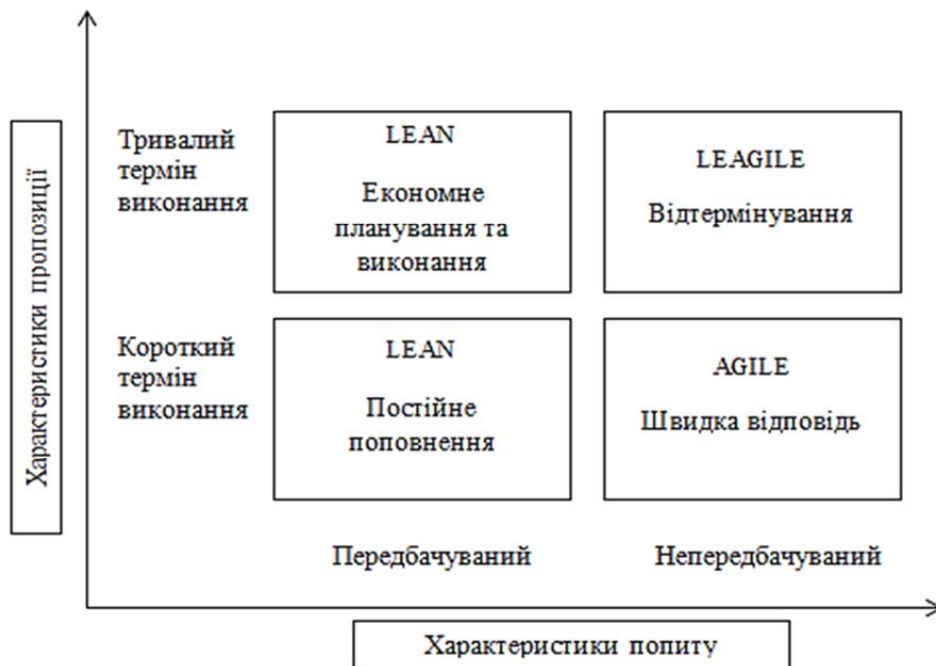 Характеристики пропозиції
Тривалий
термін
виконання
LEAN
Економне
планування та
виконання
LEAGILE
Відтермінування
Короткий
термін
виконання
LEAN
Постійне
поповнення
AGILE
Швидка відповідь
Передбачуваний
Непередбачуваний
Характеристики попиту